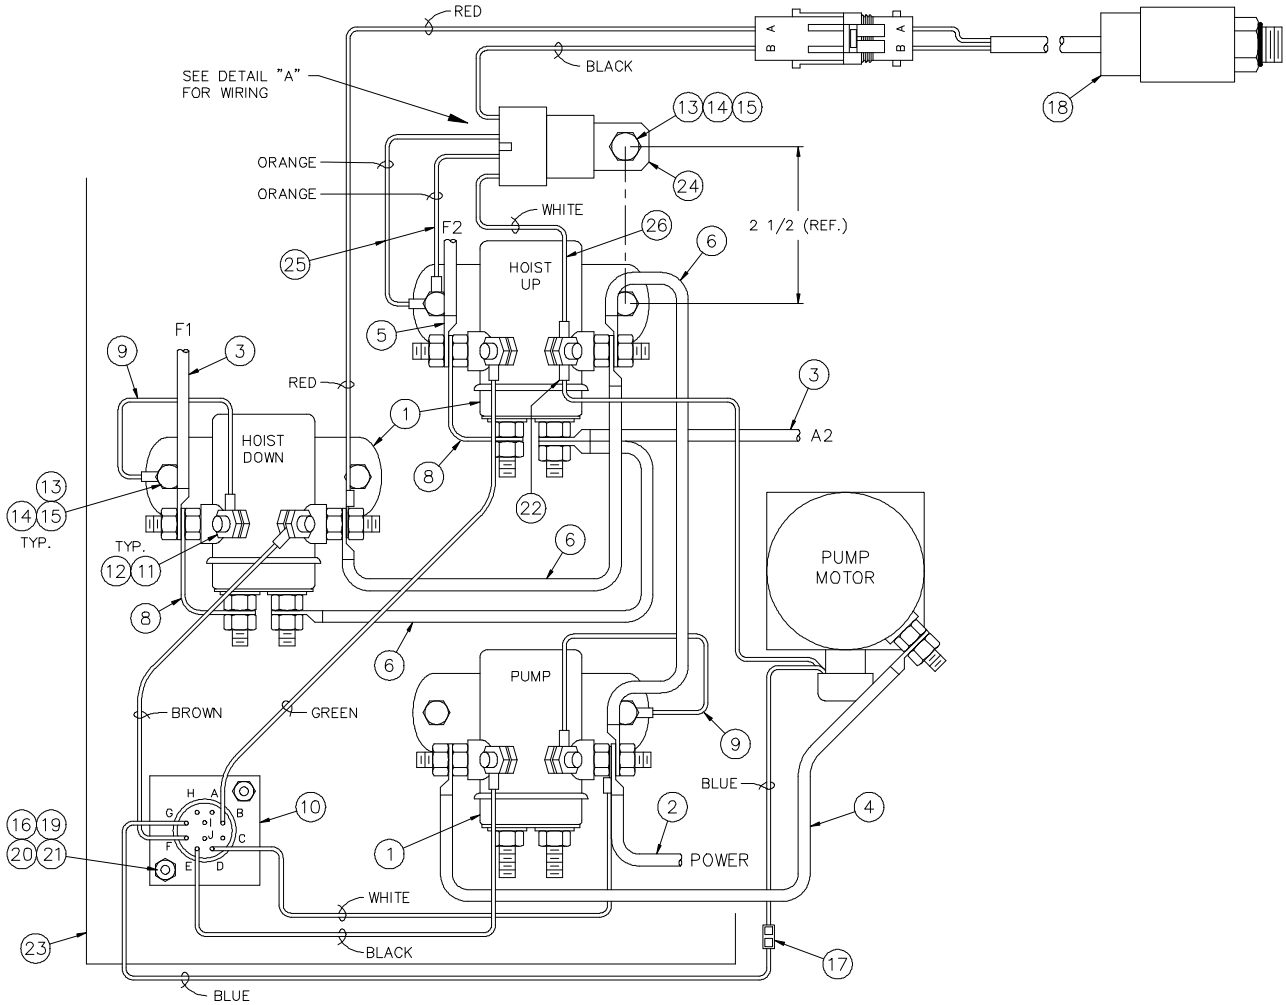 RED
A
B
A
B
BLACK
SEE DETAIL "A"
FOR WIRING
13 14 15
18
ORANGE
ORANGE
24
WHITE
26
F2
6
2 1/2 (REF.)
25
HOIST
UP
5
F1
9
3
RED
3
1
22
A2
HOIST
DOWN
8
13
14 15
TYP.
TYP.
12 11
22
6
PUMP
MOTOR
8
6
PUMP
BROWN
GREEN
9
BLUE
H A
G B
J
F C
E D
I
10
16 19
20 21
1
2
4
POWER
WHITE
BLACK
23
17
BLUE